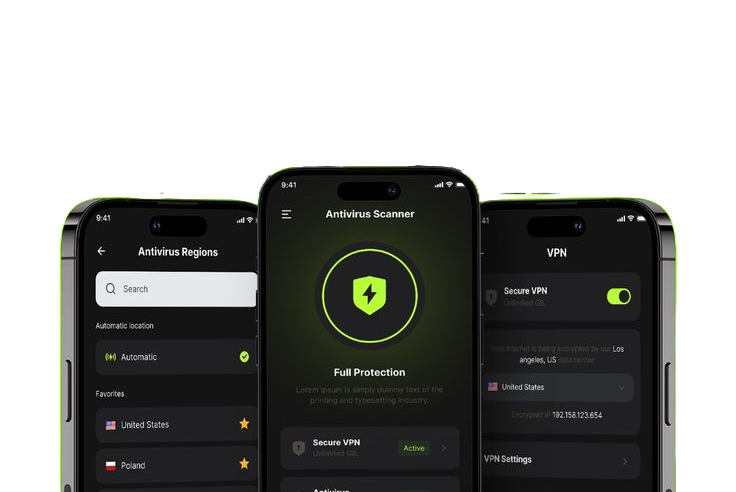 9:41
Antivirus Regions
Search
Automatic location
Automatic
Favorites
United States
Poland
9:41
Antivirus Scanner
Full Protection
Lorem Ipsum is simply dummy text of the
printing and typesetting industry.
Secure VPN
Unlimited GB.
Active
Antivirus
:41
VPN
Secure VPN
Unlimited GB.
Your internet is being encrypted by our Los
angeles, US data center
United States
Encrypted IP 192.158.123.654
VPN Settings